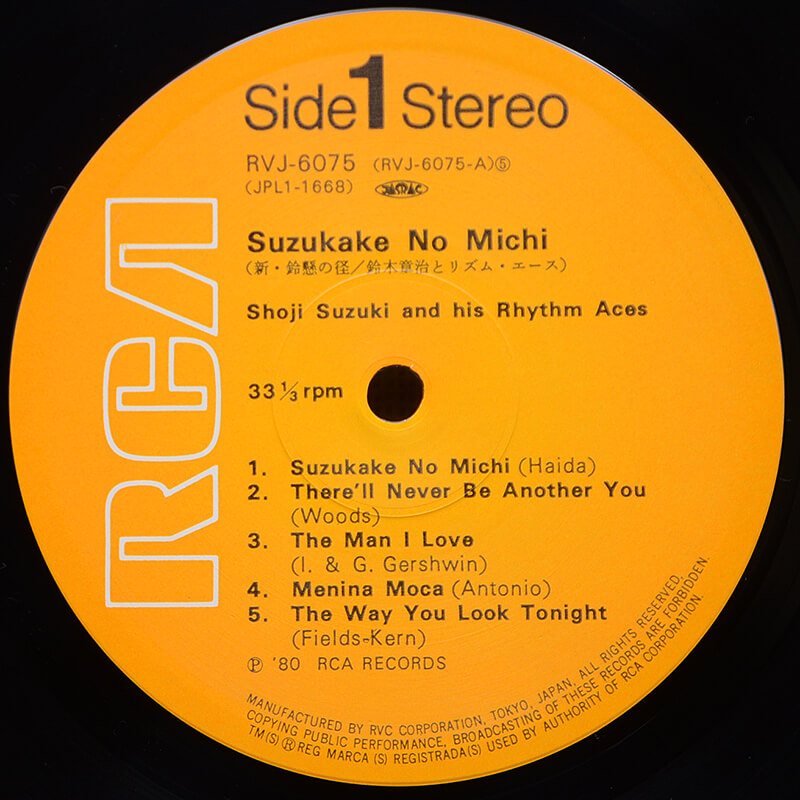 Side 1 Stereo
RVJ-6075 (RVJ-6075-A)⑤
(JPL1-1668) JASRAC
RCA
Suzukake No Michi
(新・鈴懸の径／鈴木章治とリズム・エース)
Shoji Suzuki and his Rhythm Aces
33 1/3 rpm
1. Suzukake No Michi (Haida)
2. There'll Never Be Another You
(Woods)
3. The Man I Love
(I. & G. Gershwin)
4. Menina Moca (Antonio)
5. The Way You Look Tonight
(Fields-Kern)
Ⓟ '80 RCA RECORDS
MANUFACTURED BY RVC CORPORATION, TOKYO, JAPAN, ALL RIGHTS RESERVED,
COPYING PUBLIC PERFORMANCE, BROADCASTING OF THESE RECORDS ARE FORBIDDEN.
TM(S) ® REG MARCA (S) REGISTRADA(S) USED BY AUTHORITY OF RCA CORPORATION.